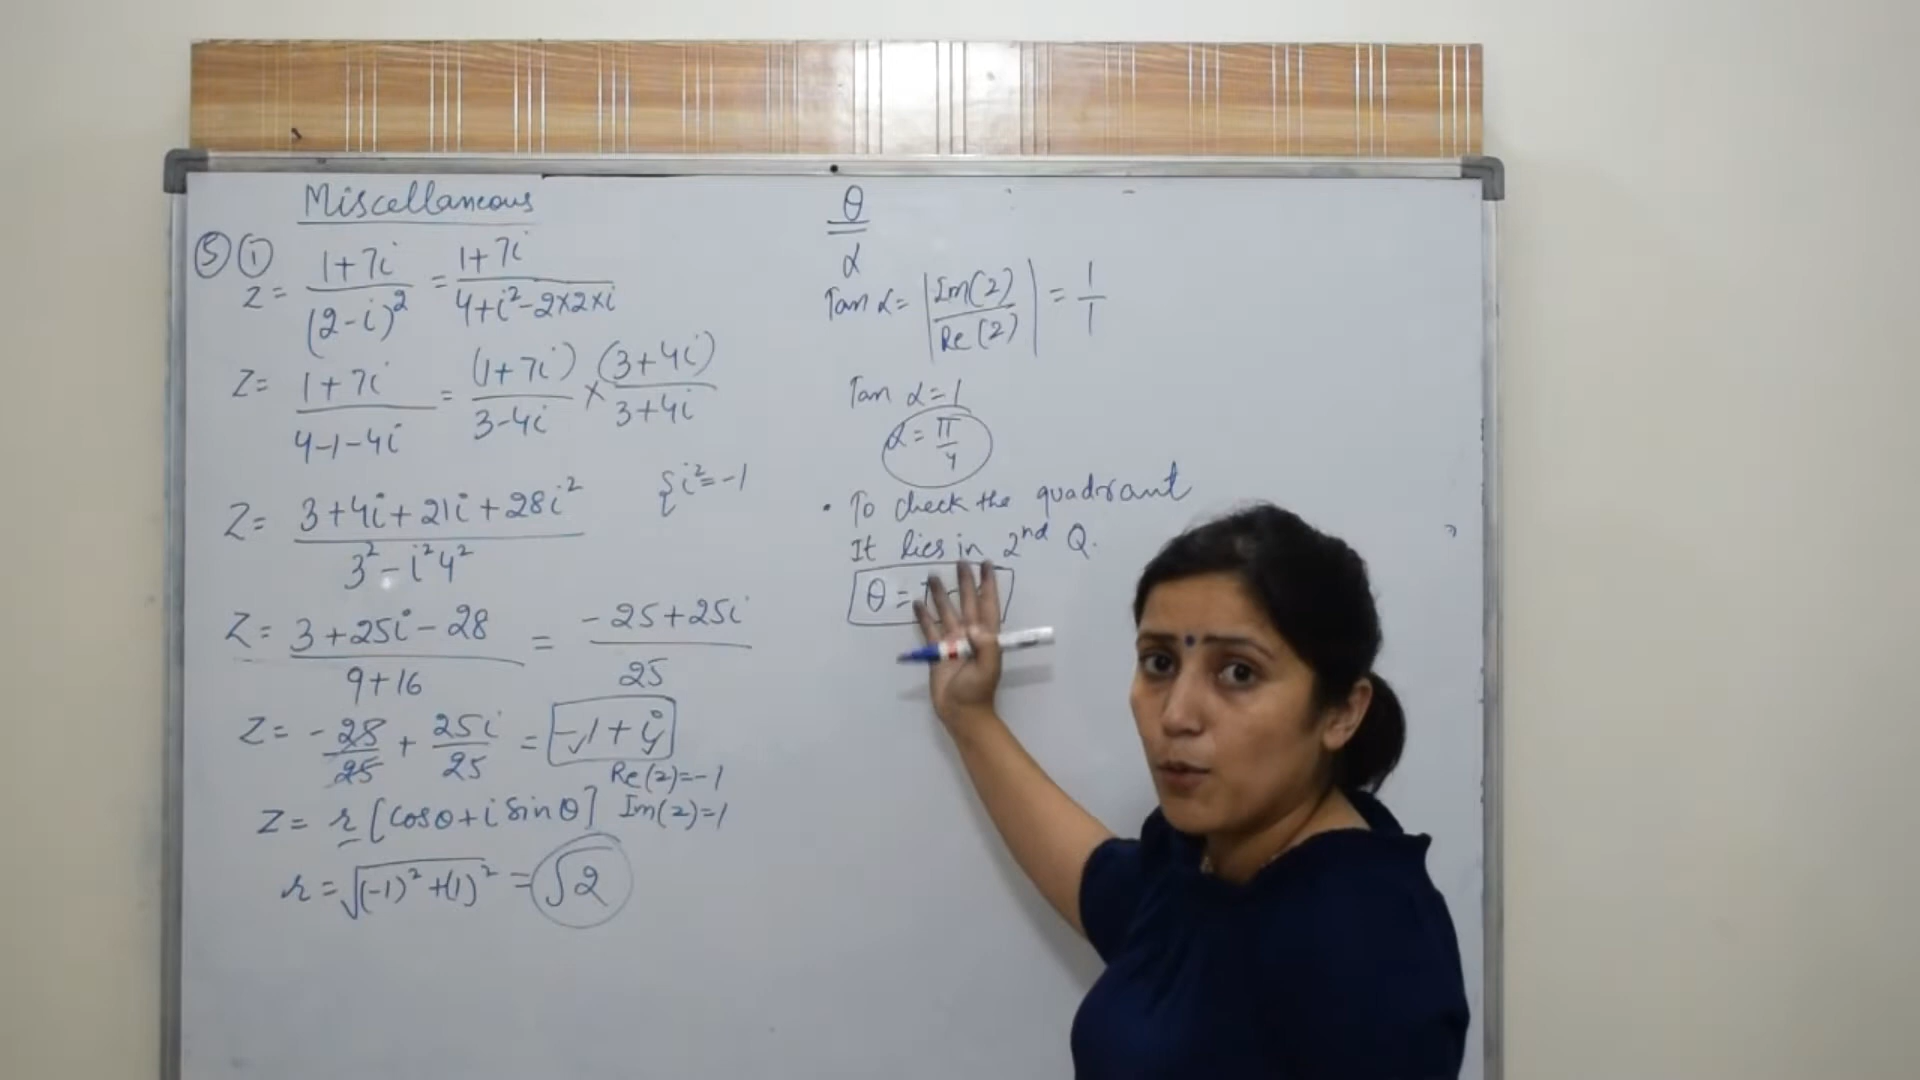 Miscellaneous
⑤ ① z = (1+7i)/(2-i)² = (1+7i)/(4+i²-2×2×i)
Z = (1+7i)/(4-1-4i) = (1+7i)/(3-4i) × (3+4i)/(3+4i)
{i²=-1
Z = (3+4i+21i+28i²)/(3²-i²4²)
Z = (3+25i-28)/(9+16) = (-25+25i)/25
Z = -28/25 + 25i/25 = -1+i
Re(z)=-1
Z = r[cosθ+i Sinθ] Im(z)=1
r = √((-1)²+(1)²) = √2
θ
α
Tan α = |Im(z)/Re(z)| = 1/1
Tan α = 1
α = π/4
• To check the quadrant
It lies in 2nd Q.
θ =